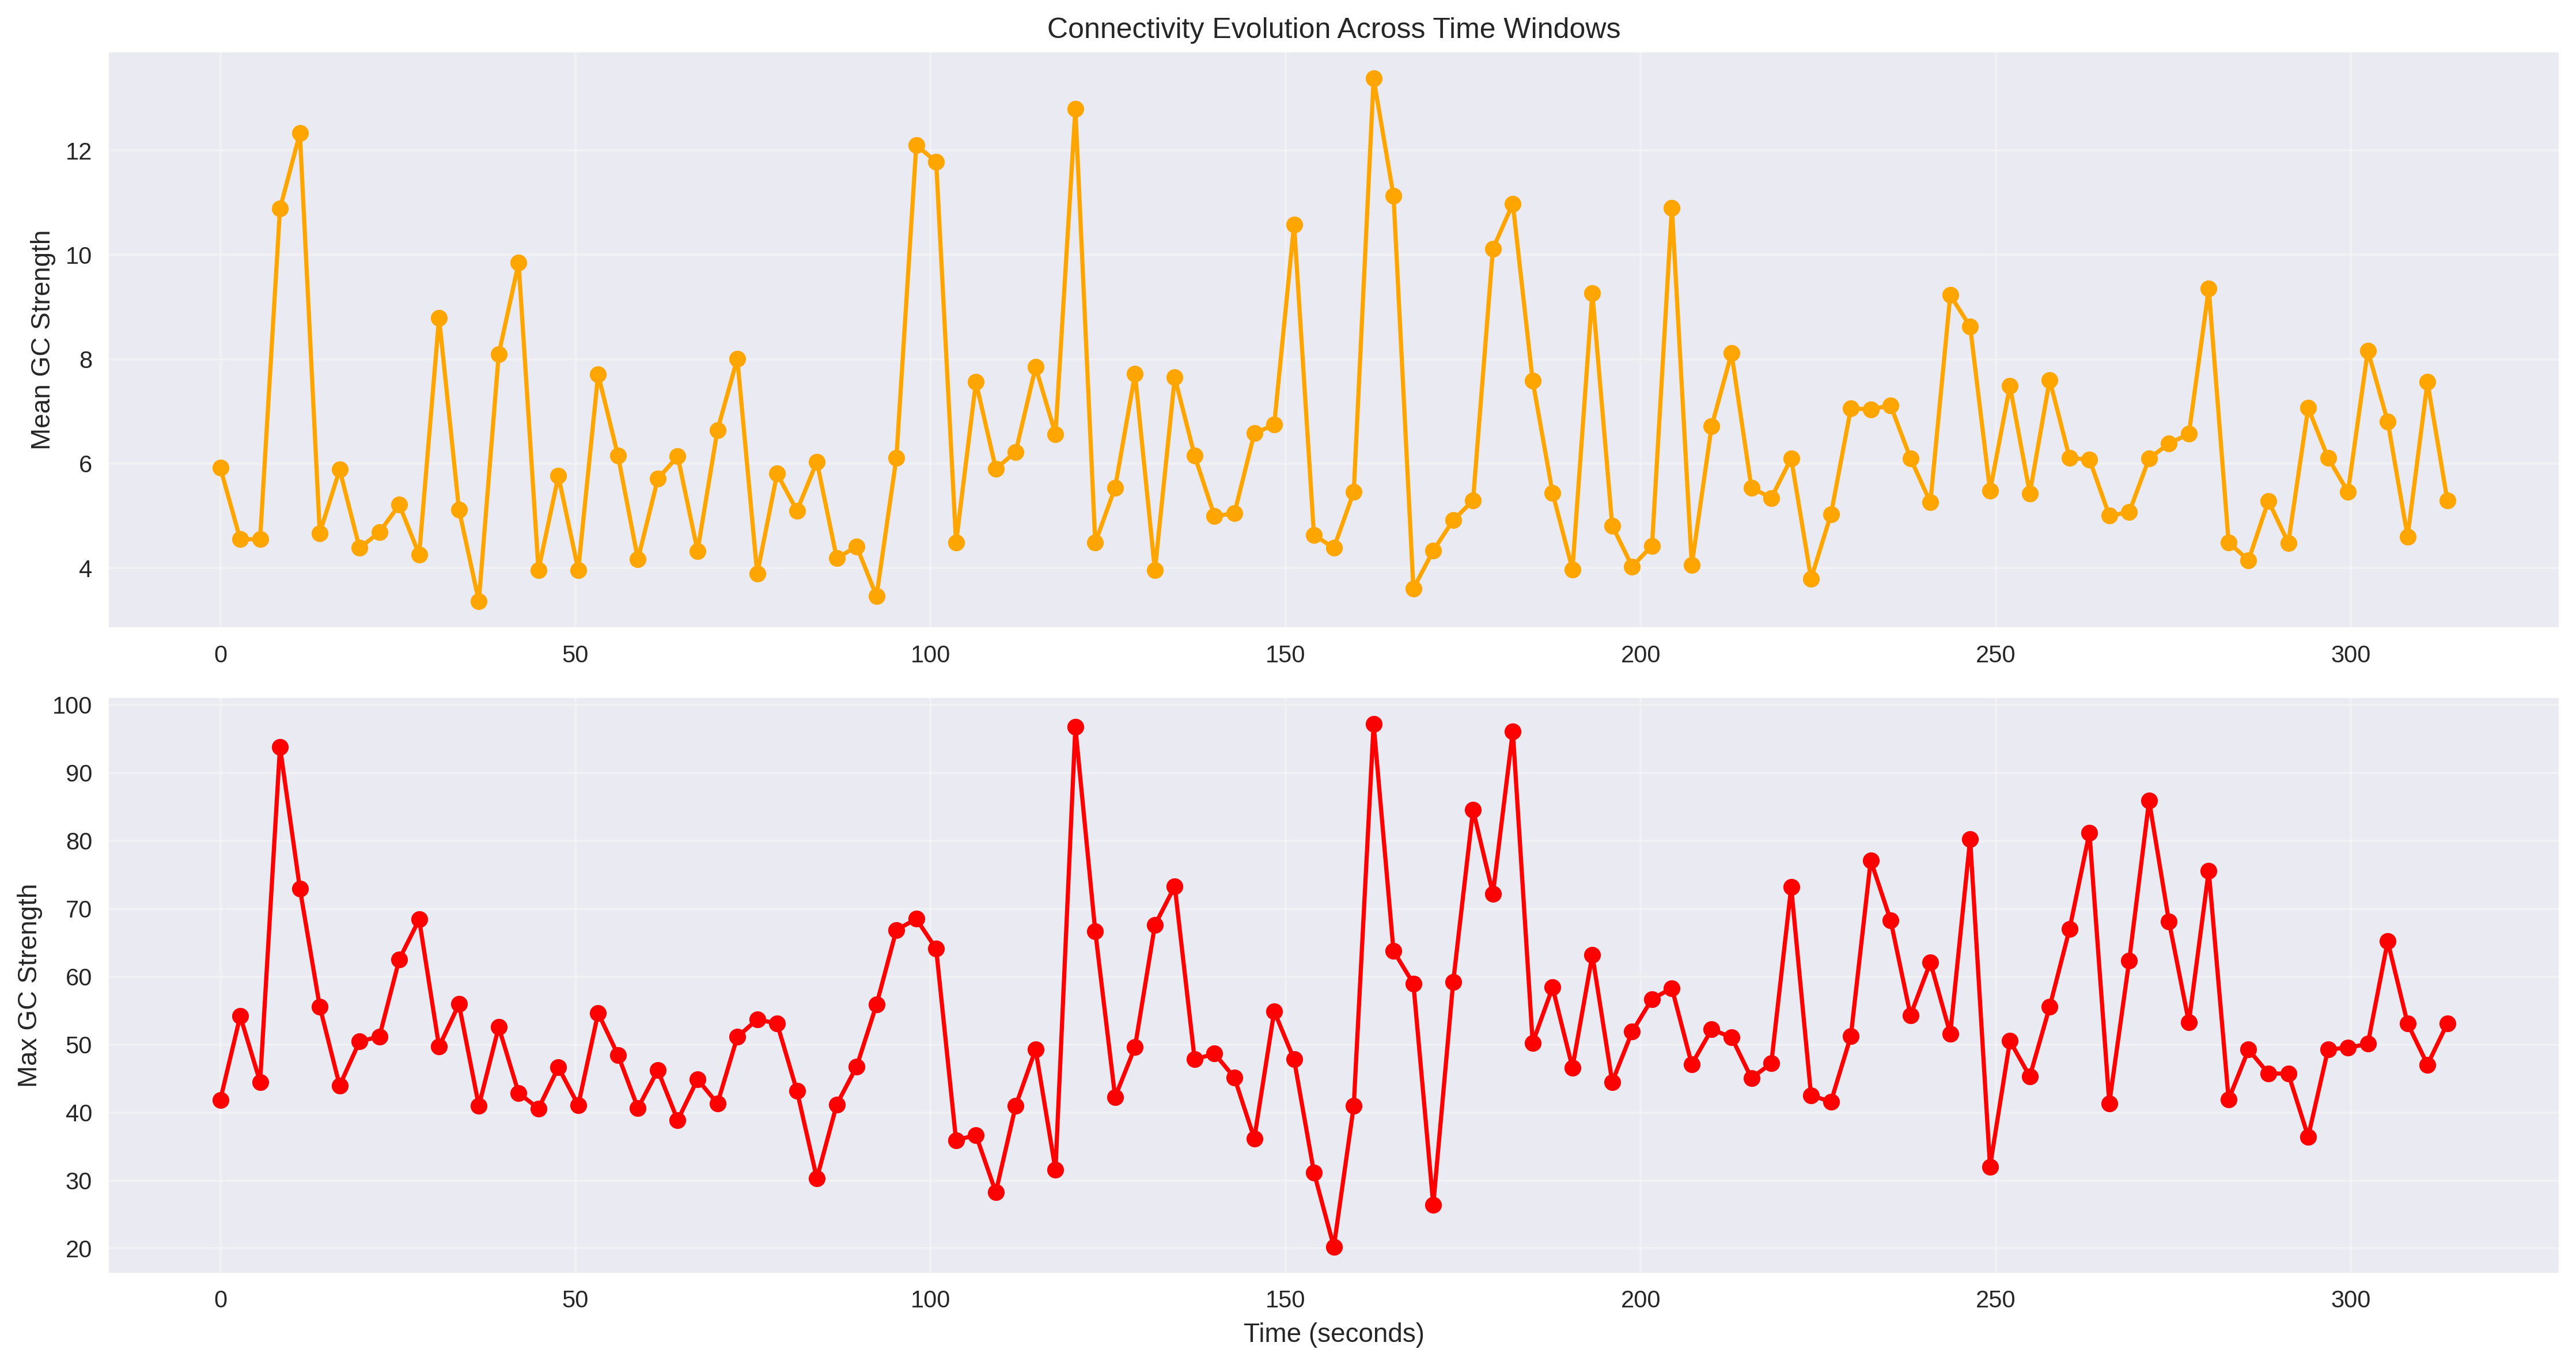 Connectivity Evolution Across Time Windows
Mean GC Strength
12
10
8
6
4
0 50 100 150 200 250 300
Max GC Strength
100
90
80
70
60
50
40
30
20
0 50 100 150 200 250 300
Time (seconds)